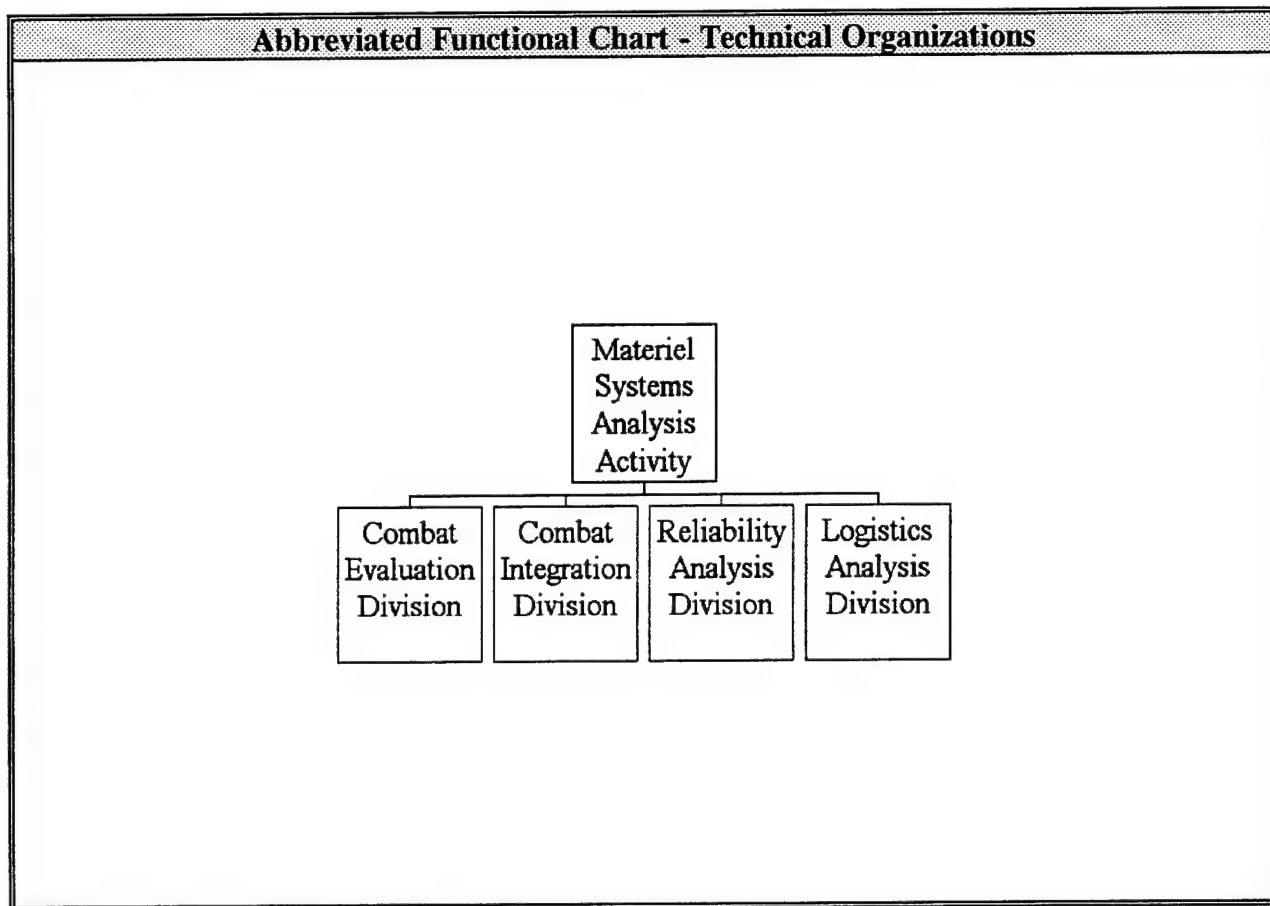 Abbreviated Functional Chart - Technical Organizations
Materiel
Systems
Analysis
Activity
Combat
Evaluation
Division
Combat
Integration
Division
Reliability
Analysis
Division
Logistics
Analysis
Division